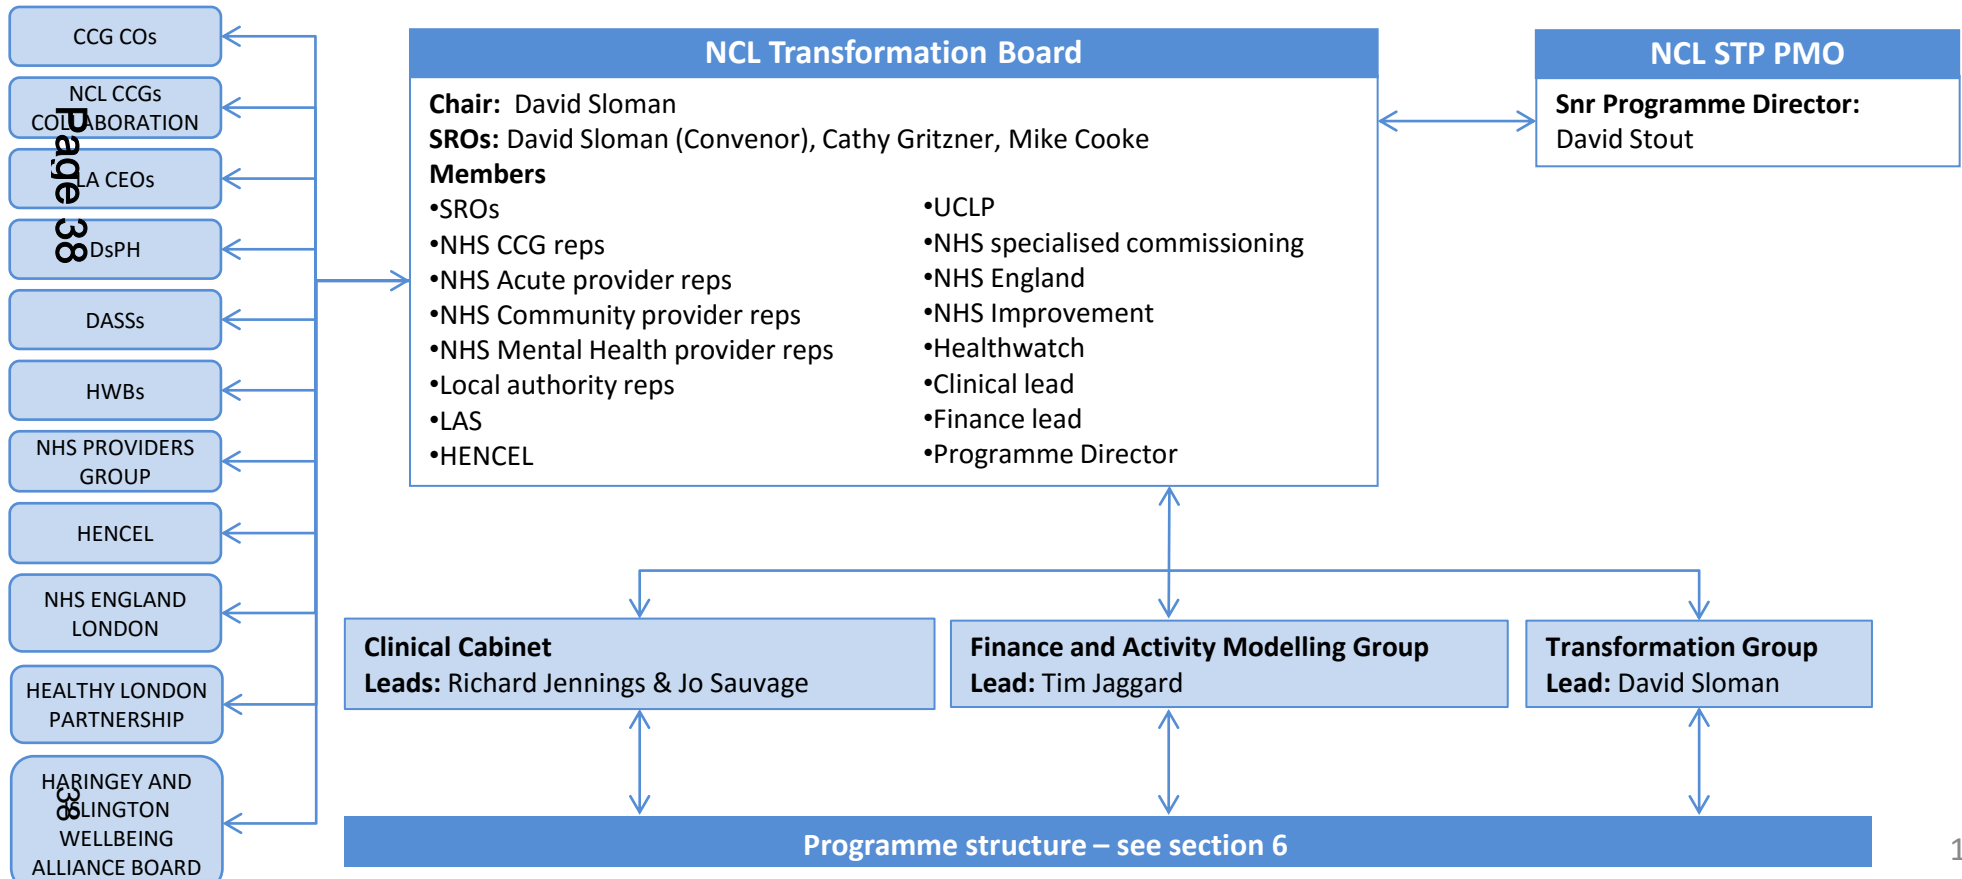 CCG COs
NCL CCGs
COLLABORATION
LA CEOs
DsPH
DASSs
HWBs
NHS PROVIDERS
GROUP
HENCEL
NHS ENGLAND
LONDON
HEALTHY LONDON
PARTNERSHIP
HARINGEY AND
ISLINGTON
WELLBEING
ALLIANCE BOARD
Page 38
38
NCL Transformation Board
Chair: David Sloman
SROs: David Sloman (Convenor), Cathy Gritzner, Mike Cooke
Members
•SROs
•NHS CCG reps
•NHS Acute provider reps
•NHS Community provider reps
•NHS Mental Health provider reps
•Local authority reps
•LAS
•HENCEL
•UCLP
•NHS specialised commissioning
•NHS England
•NHS Improvement
•Healthwatch
•Clinical lead
•Finance lead
•Programme Director
NCL STP PMO
Snr Programme Director:
David Stout
Clinical Cabinet
Leads: Richard Jennings & Jo Sauvage
Finance and Activity Modelling Group
Lead: Tim Jaggard
Transformation Group
Lead: David Sloman
Programme structure – see section 6
1